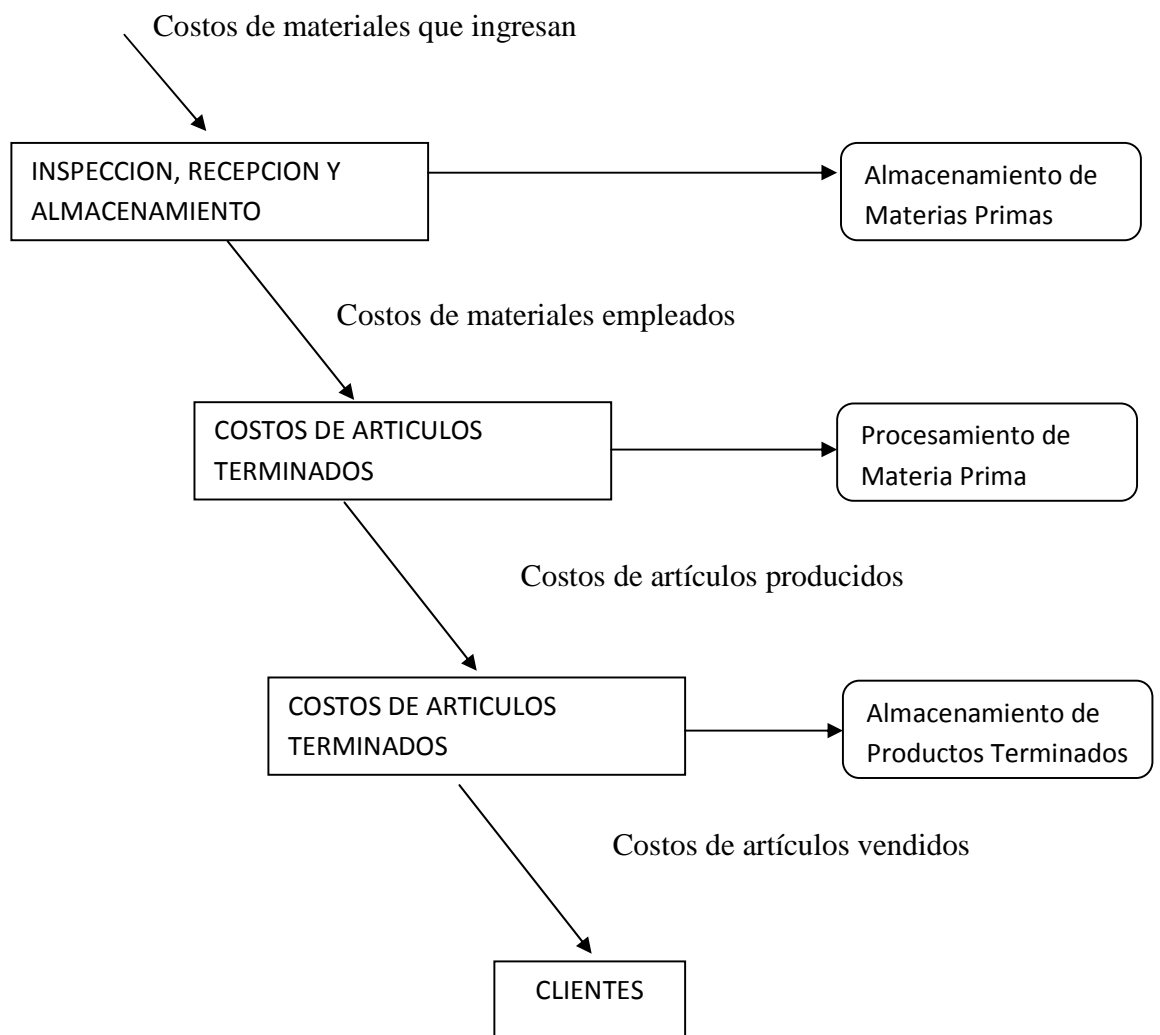 Costos de materiales que ingresan
INSPECCION, RECEPCION Y
ALMACENAMIENTO
Almacenamiento de
Materias Primas
Costos de materiales empleados
COSTOS DE ARTICULOS
TERMINADOS
Procesamiento de
Materia Prima
Costos de artículos producidos
COSTOS DE ARTICULOS
TERMINADOS
Almacenamiento de
Productos Terminados
Costos de artículos vendidos
CLIENTES